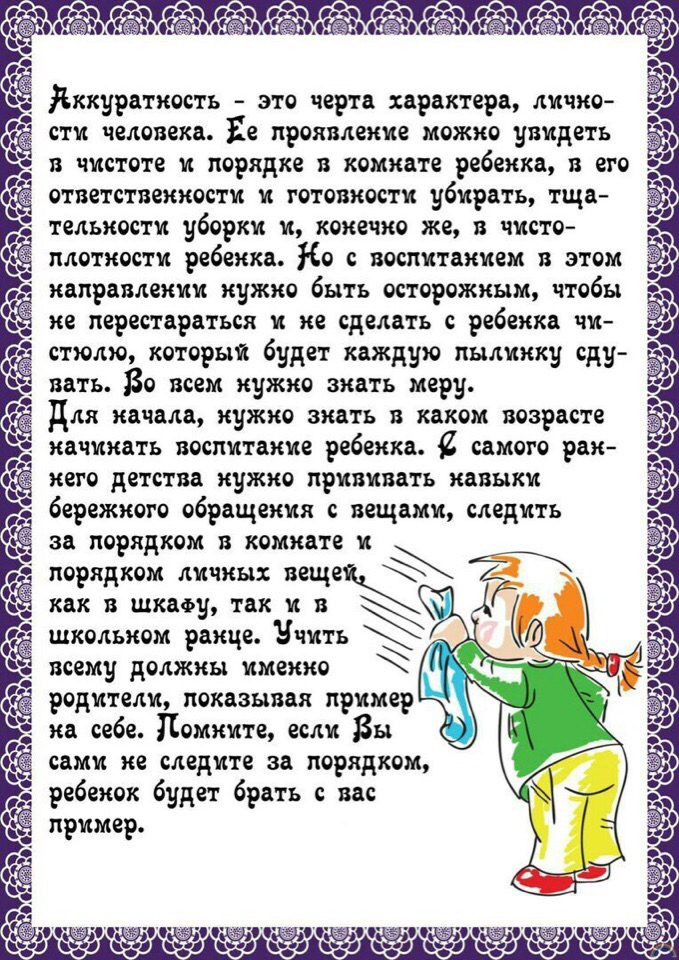 Аккуратность - это черта характера, лично-
сти человека. Ее проявление можно увидеть
в чистоте и порядке в комнате ребенка, в его
ответственности и готовности убирать, тща-
тельности уборки и, конечно же, в чисто-
плотности ребенка. Но с воспитанием в этом
направлении нужно быть осторожным, чтобы
не перестараться и не сделать с ребенка чи-
стюлю, который будет каждую пылинку сду-
вать. Во всем нужно знать меру.
Для начала, нужно знать в каком возрасте
начинать воспитание ребенка. С самого ран-
него детства нужно прививать навыки
бережного обращения с вещами, следить
за порядком в комнате и
порядком личных вещей,
как в шкафу, так и в
школьном ранце. Учить
всему должны именно
родители, показывая пример
на себе. Помните, если Вы
сами не следите за порядком,
ребенок будет брать с вас
пример.